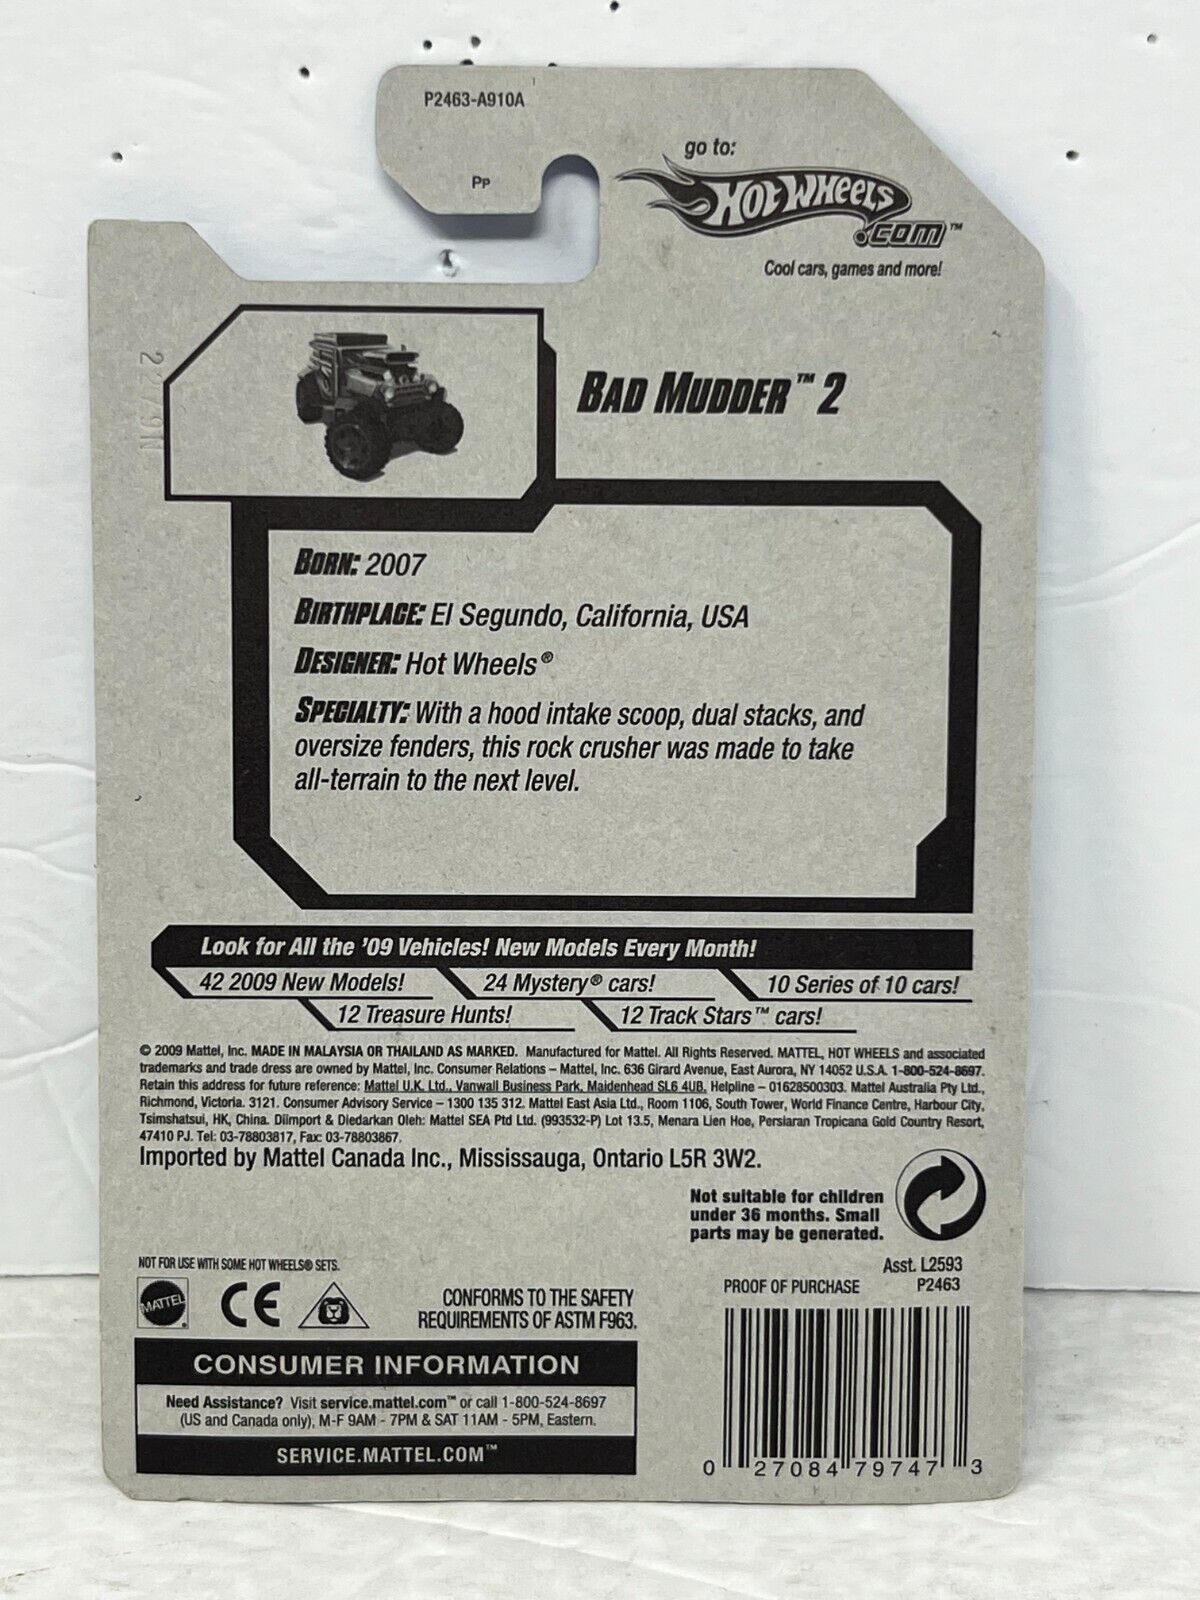 P2463-A910A
Pp
go to:
HOT WHEELS
.COM™
Cool cars, games and more!
BAD MUDDER™ 2
BORN: 2007
BIRTHPLACE: El Segundo, California, USA
DESIGNER: Hot Wheels®
SPECIALTY: With a hood intake scoop, dual stacks, and
oversize fenders, this rock crusher was made to take
all-terrain to the next level.
Look for All the '09 Vehicles! New Models Every Month!
42 2009 New Models!
24 Mystery® cars!
10 Series of 10 cars!
12 Treasure Hunts!
12 Track Stars™ cars!
© 2009 Mattel, Inc. MADE IN MALAYSIA OR THAILAND AS MARKED. Manufactured for Mattel. All Rights Reserved. MATTEL, HOT WHEELS and associated
trademarks and trade dress are owned by Mattel, Inc. Consumer Relations – Mattel, Inc. 636 Girard Avenue, East Aurora, NY 14052 U.S.A. 1-800-524-8697.
Retain this address for future reference: Mattel U.K. Ltd., Vanwall Business Park, Maidenhead SL6 4UB. Helpline – 01628500303. Mattel Australia Pty Ltd.,
Richmond, Victoria. 3121. Consumer Advisory Service – 1300 135 312. Mattel East Asia Ltd., Room 1106, South Tower, World Finance Centre, Harbour City,
Tsimshatsui, HK, China. Diimport & Diedarkan Oleh: Mattel SEA Ptd Ltd. (993532-P) Lot 13.5, Menara Lien Hoe, Persiaran Tropicana Gold Country Resort,
47410 PJ. Tel: 03-78803817, Fax: 03-78803867.
Imported by Mattel Canada Inc., Mississauga, Ontario L5R 3W2.
Not suitable for children
under 36 months. Small
parts may be generated.
NOT FOR USE WITH SOME HOT WHEELS® SETS.
Asst. L2593
PROOF OF PURCHASE P2463
MATTEL
CE
CONFORMS TO THE SAFETY
REQUIREMENTS OF ASTM F963.
CONSUMER INFORMATION
Need Assistance? Visit service.mattel.com™ or call 1-800-524-8697
(US and Canada only), M-F 9AM - 7PM & SAT 11AM - 5PM, Eastern.
SERVICE.MATTEL.COM™
0 27084 79747 3